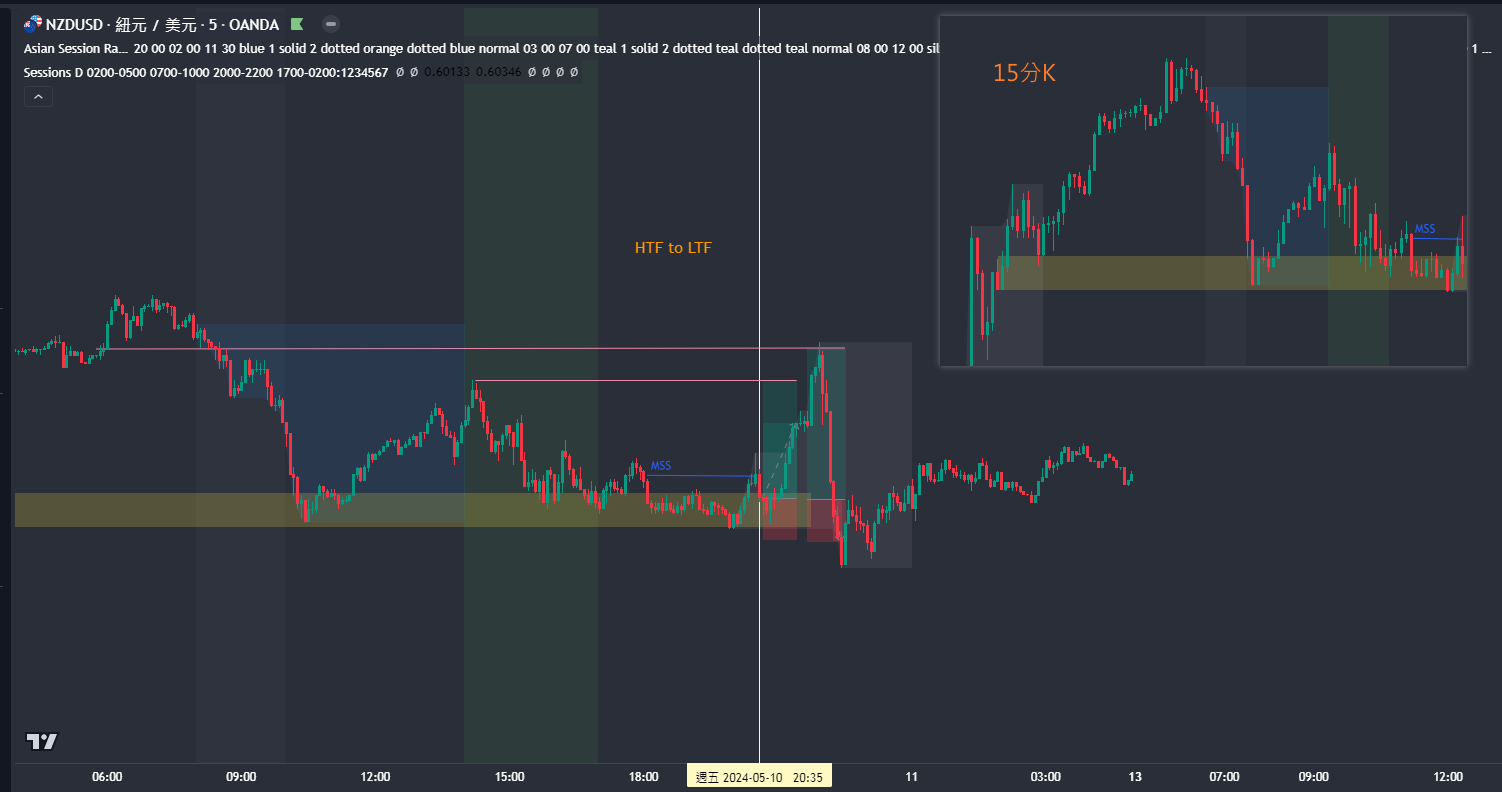 NZDUSD · 紐元 / 美元 · 5 · OANDA
Asian Session Ra... 20 00 02 00 11 30 blue 1 solid 2 dotted orange dotted blue normal 03 00 07 00 teal 1 solid 2 dotted teal dotted teal normal 08 00 12 00 sil
1 ...
Sessions D 0200-0500 0700-1000 2000-2200 1700-0200:1234567 Ø Ø 0.60133 0.60346 Ø Ø Ø Ø
15分K
MSS
HTF to LTF
MSS
06:00 09:00 12:00 15:00 18:00 週五 2024-05-10 20:35 11 03:00 13 07:00 09:00 12:00